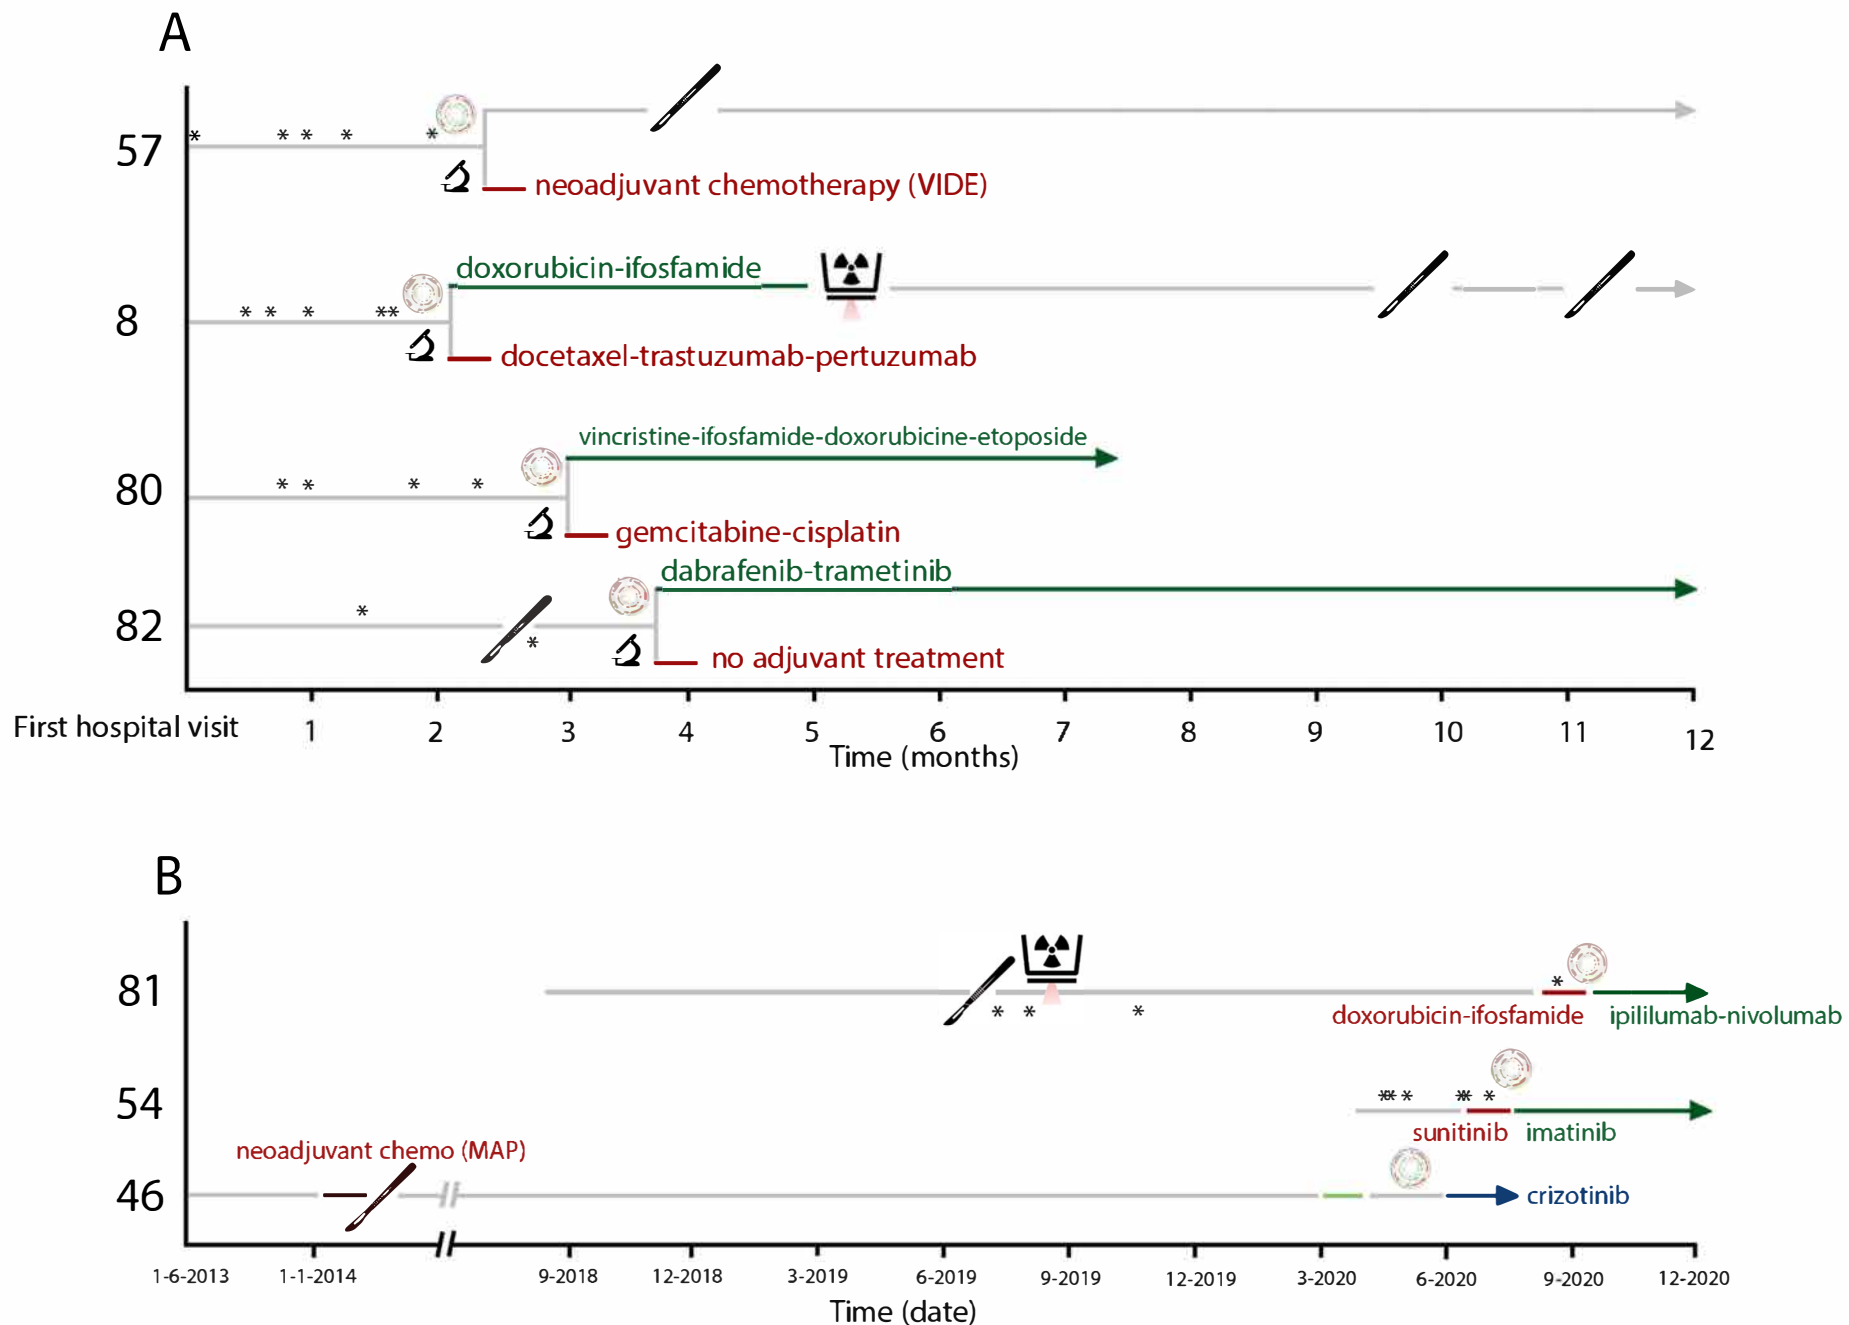 A
57
* * * * *
neoadjuvant chemotherapy (VIDE)
doxorubicin-ifosfamide
8
* * * **
docetaxel-trastuzumab-pertuzumab
vincristine-ifosfamide-doxorubicine-etoposide
80
* * * *
gemcitabine-cisplatin
dabrafenib-trametinib
82
* *
no adjuvant treatment
First hospital visit 1 2 3 4 5 6 7 8 9 10 11 12
Time (months)
B
81
*
* * *
doxorubicin-ifosfamide ipililumab-nivolumab
54
*** ** *
sunitinib imatinib
neoadjuvant chemo (MAP)
46
crizotinib
1-6-2013 1-1-2014 9-2018 12-2018 3-2019 6-2019 9-2019 12-2019 3-2020 6-2020 9-2020 12-2020
Time (date)